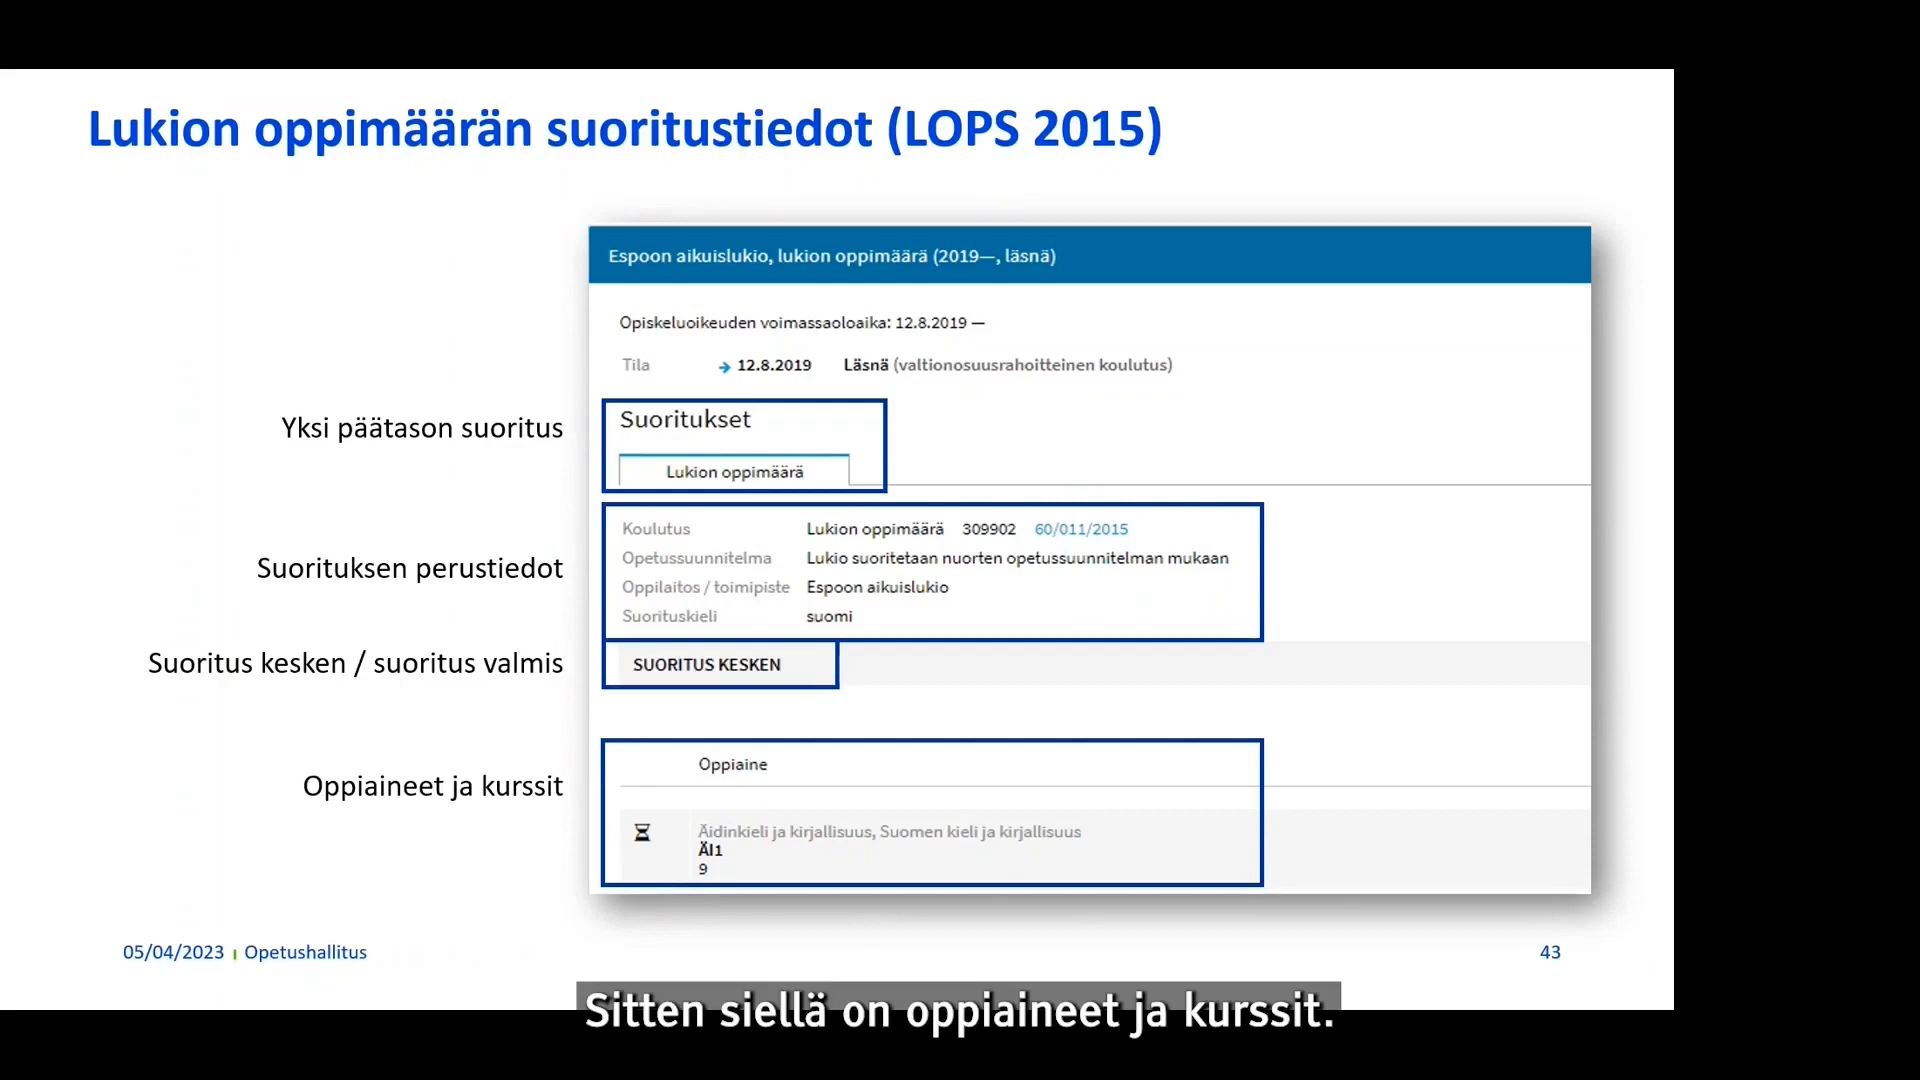 Lukion oppimäärän suoritustiedot (LOPS 2015)
Espoon aikuislukio, lukion oppimäärä (2019—, läsnä)
Opiskeluoikeuden voimassaoloaika: 12.8.2019 —
Tila → 12.8.2019 Läsnä (valtionosuusrahoitteinen koulutus)
Yksi päätason suoritus
Suoritukset
Lukion oppimäärä
Suorituksen perustiedot
Koulutus Lukion oppimäärä 309902 60/011/2015
Opetussuunnitelma Lukio suoritetaan nuorten opetussuunnitelman mukaan
Oppilaitos / toimipiste Espoon aikuislukio
Suorituskieli suomi
Suoritus kesken / suoritus valmis
SUORITUS KESKEN
Oppiaineet ja kurssit
Oppiaine
Äidinkieli ja kirjallisuus, Suomen kieli ja kirjallisuus
ÄI1
9
05/04/2023 | Opetushallitus
43
Sitten siellä on oppiaineet ja kurssit.